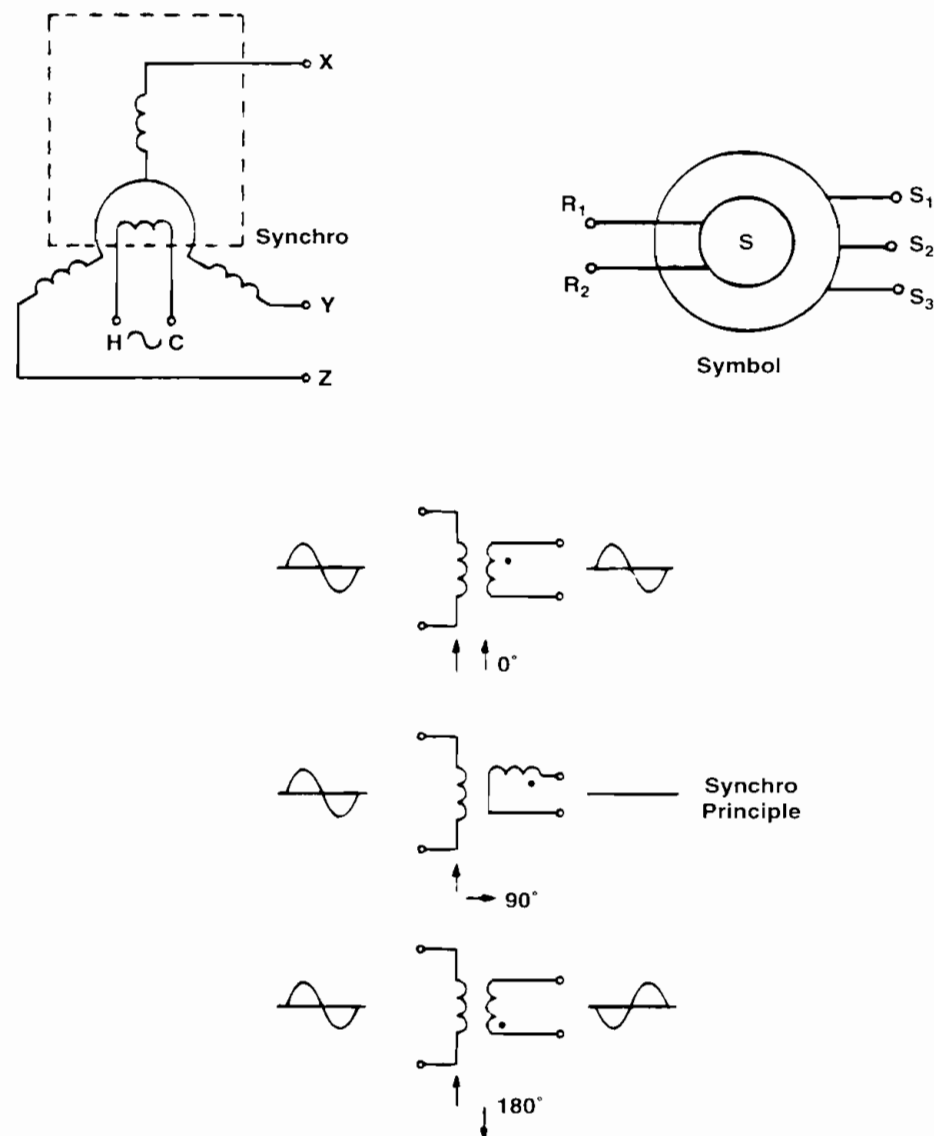 X
Synchro
Y
H C
Z
R1
R2
S
S1
S2
S3
Symbol
0°
Synchro
Principle
90°
180°